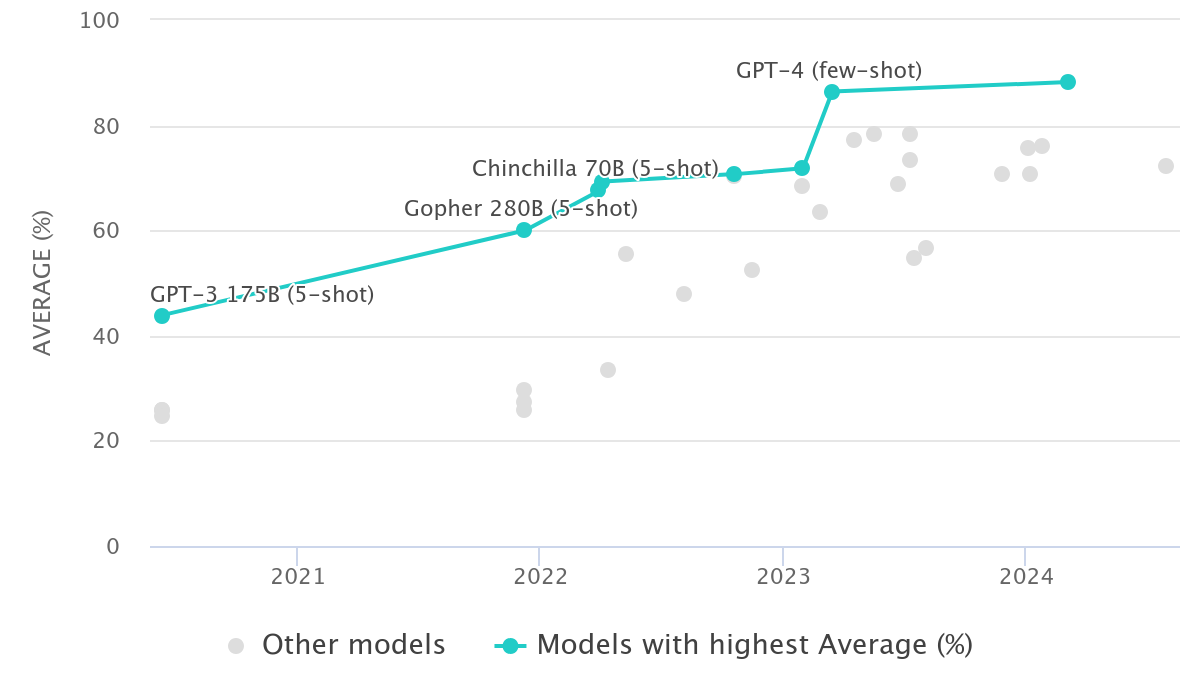 100
80
60
40
20
0
AVERAGE (%)
GPT-4 (few-shot)
Chinchilla 70B (5-shot)
Gopher 280B (5-shot)
GPT-3 175B (5-shot)
2021 2022 2023 2024
Other models Models with highest Average (%)